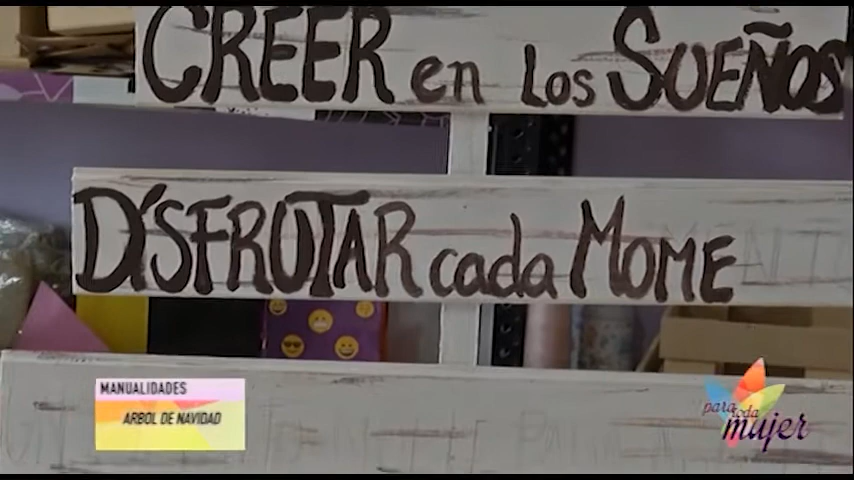 CREER en Los SUEÑOS
DISFRUTAR cada MOME
MANUALIDADES
ARBOL DE NAVIDAD
para toda mujer